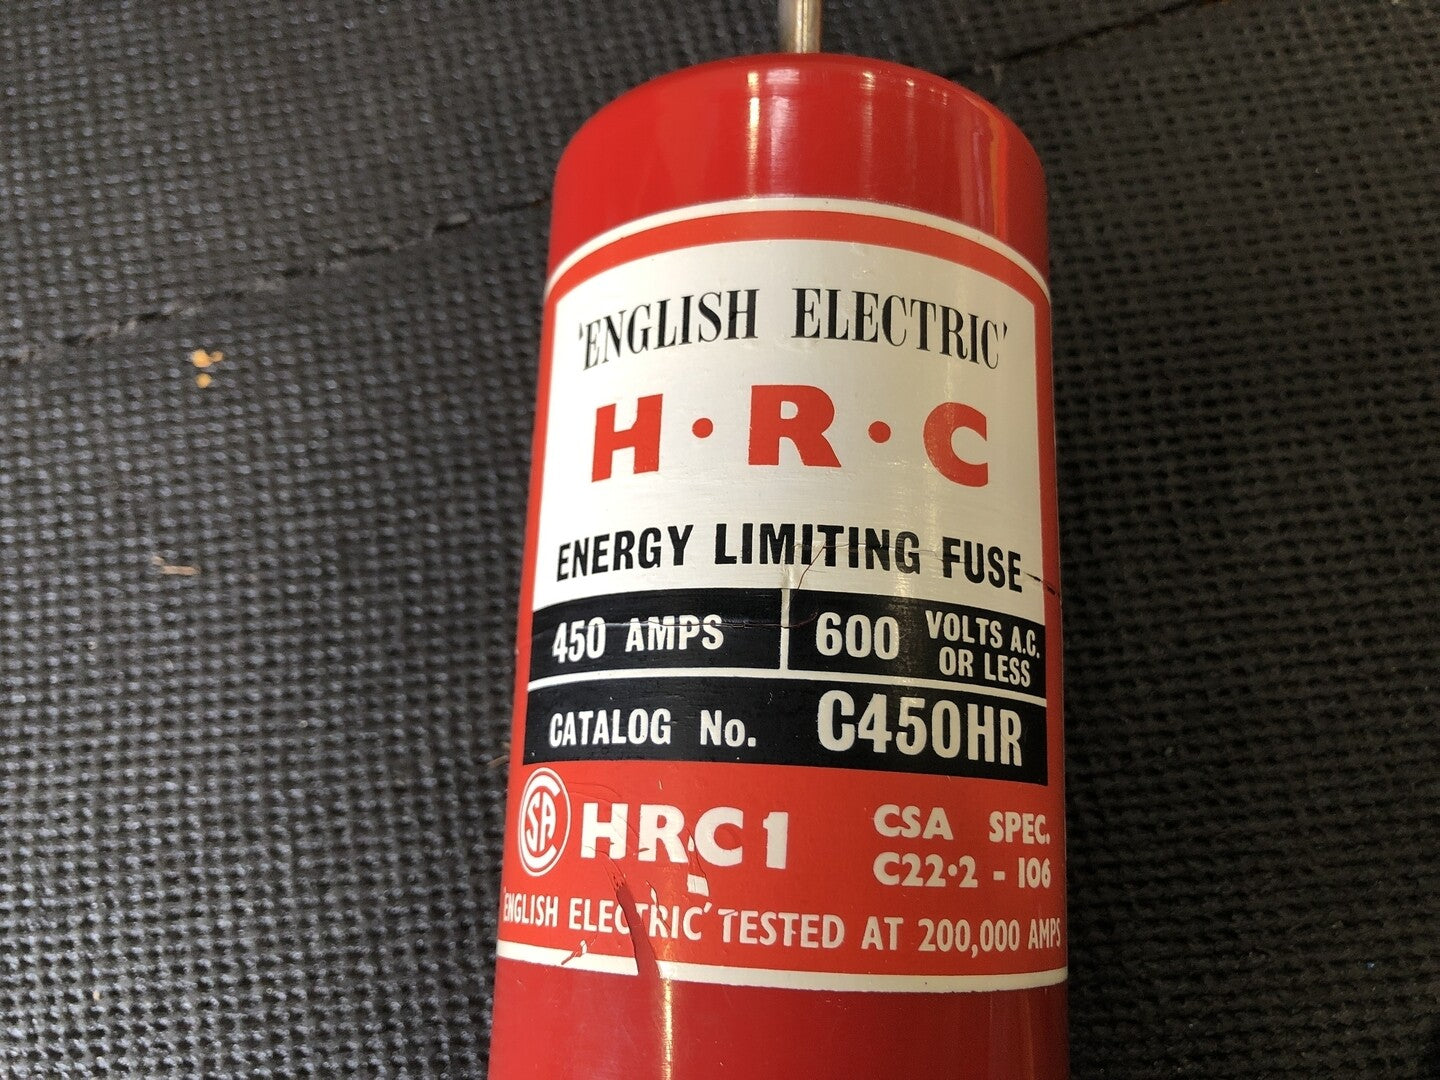 'ENGLISH ELECTRIC'
H·R·C
ENERGY LIMITING FUSE
450 AMPS
600 VOLTS A.C. OR LESS
CATALOG No. C450HR
CSA HRC1
CSA SPEC.
C22·2 - 106
'ENGLISH ELECTRIC' TESTED AT 200,000 AMPS